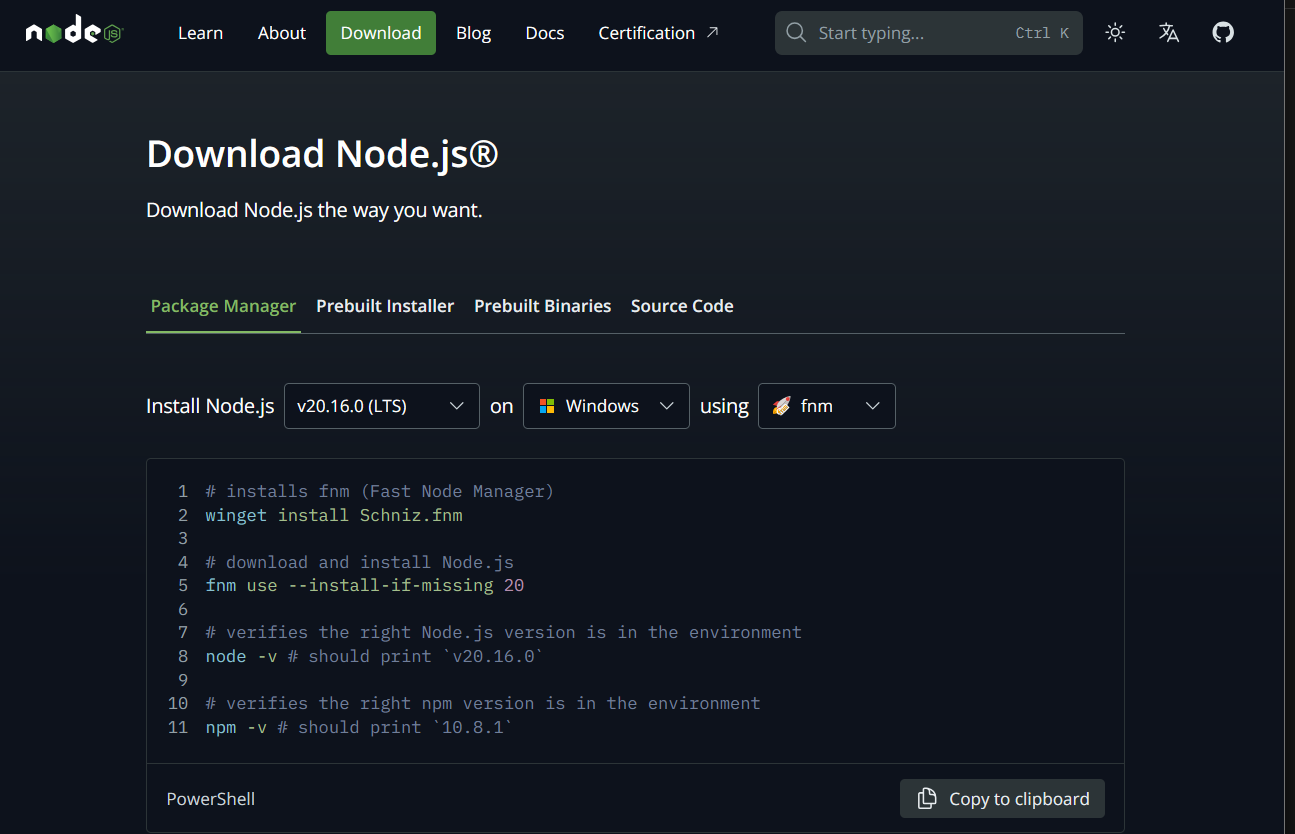 node JS
Learn
About
Download
Blog
Docs
Certification
Start typing...
Ctrl K
Download Node.js®
Download Node.js the way you want.
Package Manager
Prebuilt Installer
Prebuilt Binaries
Source Code
Install Node.js v20.16.0 (LTS) on Windows using fnm
1 # installs fnm (Fast Node Manager)
2 winget install Schniz.fnm
3
4 # download and install Node.js
5 fnm use --install-if-missing 20
6
7 # verifies the right Node.js version is in the environment
8 node -v # should print `v20.16.0`
9
10 # verifies the right npm version is in the environment
11 npm -v # should print `10.8.1`
PowerShell
Copy to clipboard